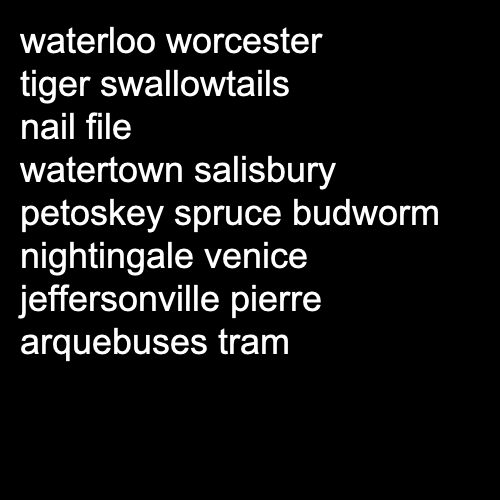 waterloo worcester
tiger swallowtails
nail file
watertown salisbury
petoskey spruce budworm
nightingale venice
jeffersonville pierre
arquebuses tram